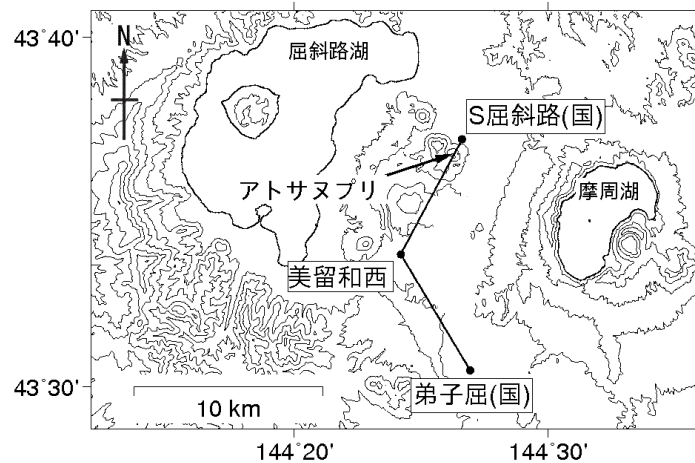 43˚40'
N
屈斜路湖
S屈斜路(国)
アトサヌプリ
摩周湖
美留和西
43˚30'
10 km
弟子屈(国)
144˚20'
144˚30'